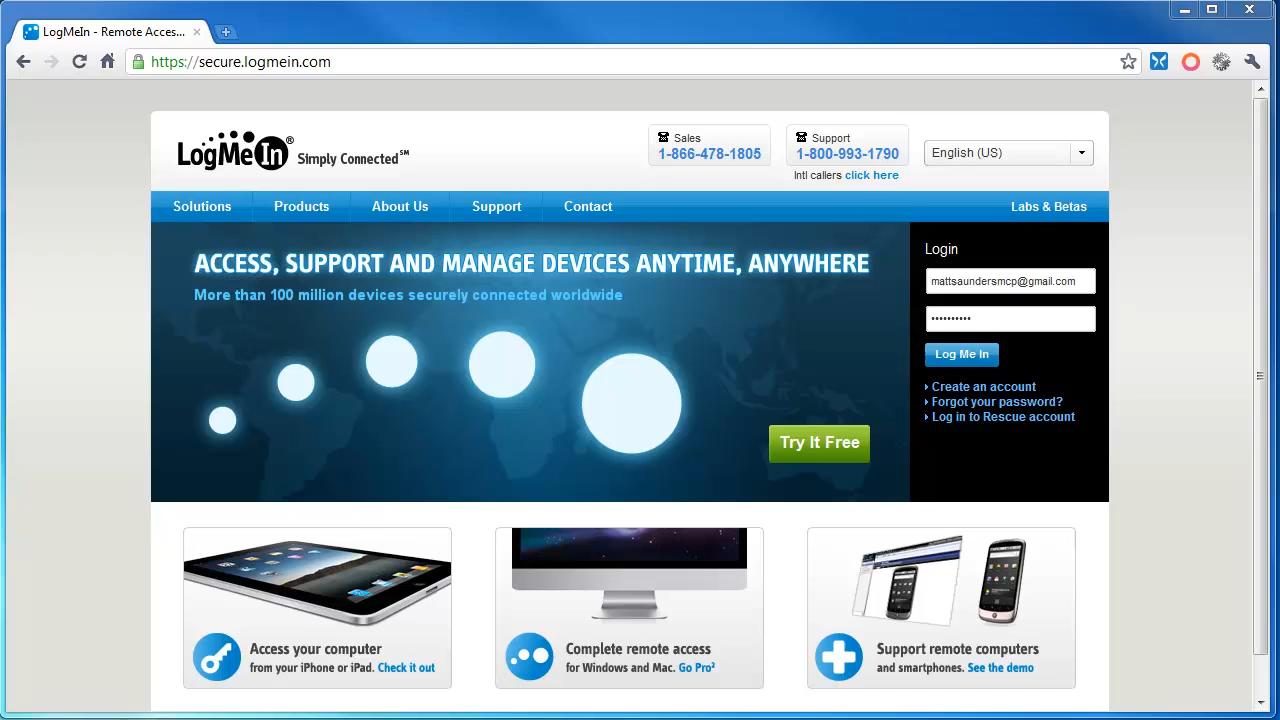 LogMeIn - Remote Acces...
https://secure.logmein.com
LogMeIn® Simply Connected℠
Sales
1-866-478-1805
Support
1-800-993-1790
Intl callers click here
English (US)
Solutions Products About Us Support Contact Labs & Betas
ACCESS, SUPPORT AND MANAGE DEVICES ANYTIME, ANYWHERE
More than 100 million devices securely connected worldwide
Try It Free
Login
mattsaundersmcp@gmail.com
••••••••••
Log Me In
Create an account
Forgot your password?
Log in to Rescue account
Access your computer
from your iPhone or iPad. Check it out
Complete remote access
for Windows and Mac. Go Pro²
Support remote computers
and smartphones. See the demo